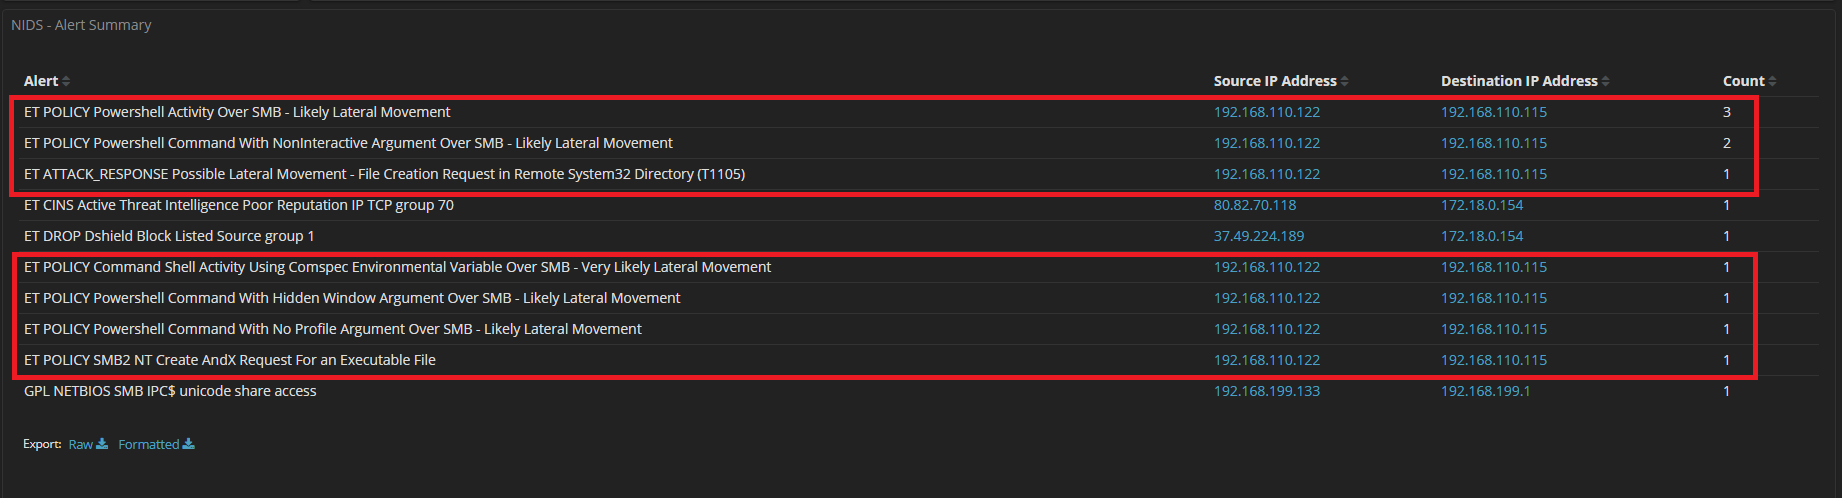 NIDS - Alert Summary
Alert Source IP Address Destination IP Address Count
ET POLICY Powershell Activity Over SMB - Likely Lateral Movement 192.168.110.122 192.168.110.115 3
ET POLICY Powershell Command With NonInteractive Argument Over SMB - Likely Lateral Movement 192.168.110.122 192.168.110.115 2
ET ATTACK_RESPONSE Possible Lateral Movement - File Creation Request in Remote System32 Directory (T1105) 192.168.110.122 192.168.110.115 1
ET CINS Active Threat Intelligence Poor Reputation IP TCP group 70 80.82.70.118 172.18.0.154 1
ET DROP Dshield Block Listed Source group 1 37.49.224.189 172.18.0.154 1
ET POLICY Command Shell Activity Using Comspec Environmental Variable Over SMB - Very Likely Lateral Movement 192.168.110.122 192.168.110.115 1
ET POLICY Powershell Command With Hidden Window Argument Over SMB - Likely Lateral Movement 192.168.110.122 192.168.110.115 1
ET POLICY Powershell Command With No Profile Argument Over SMB - Likely Lateral Movement 192.168.110.122 192.168.110.115 1
ET POLICY SMB2 NT Create AndX Request For an Executable File 192.168.110.122 192.168.110.115 1
GPL NETBIOS SMB IPC$ unicode share access 192.168.199.133 192.168.199.1 1
Export: Raw Formatted